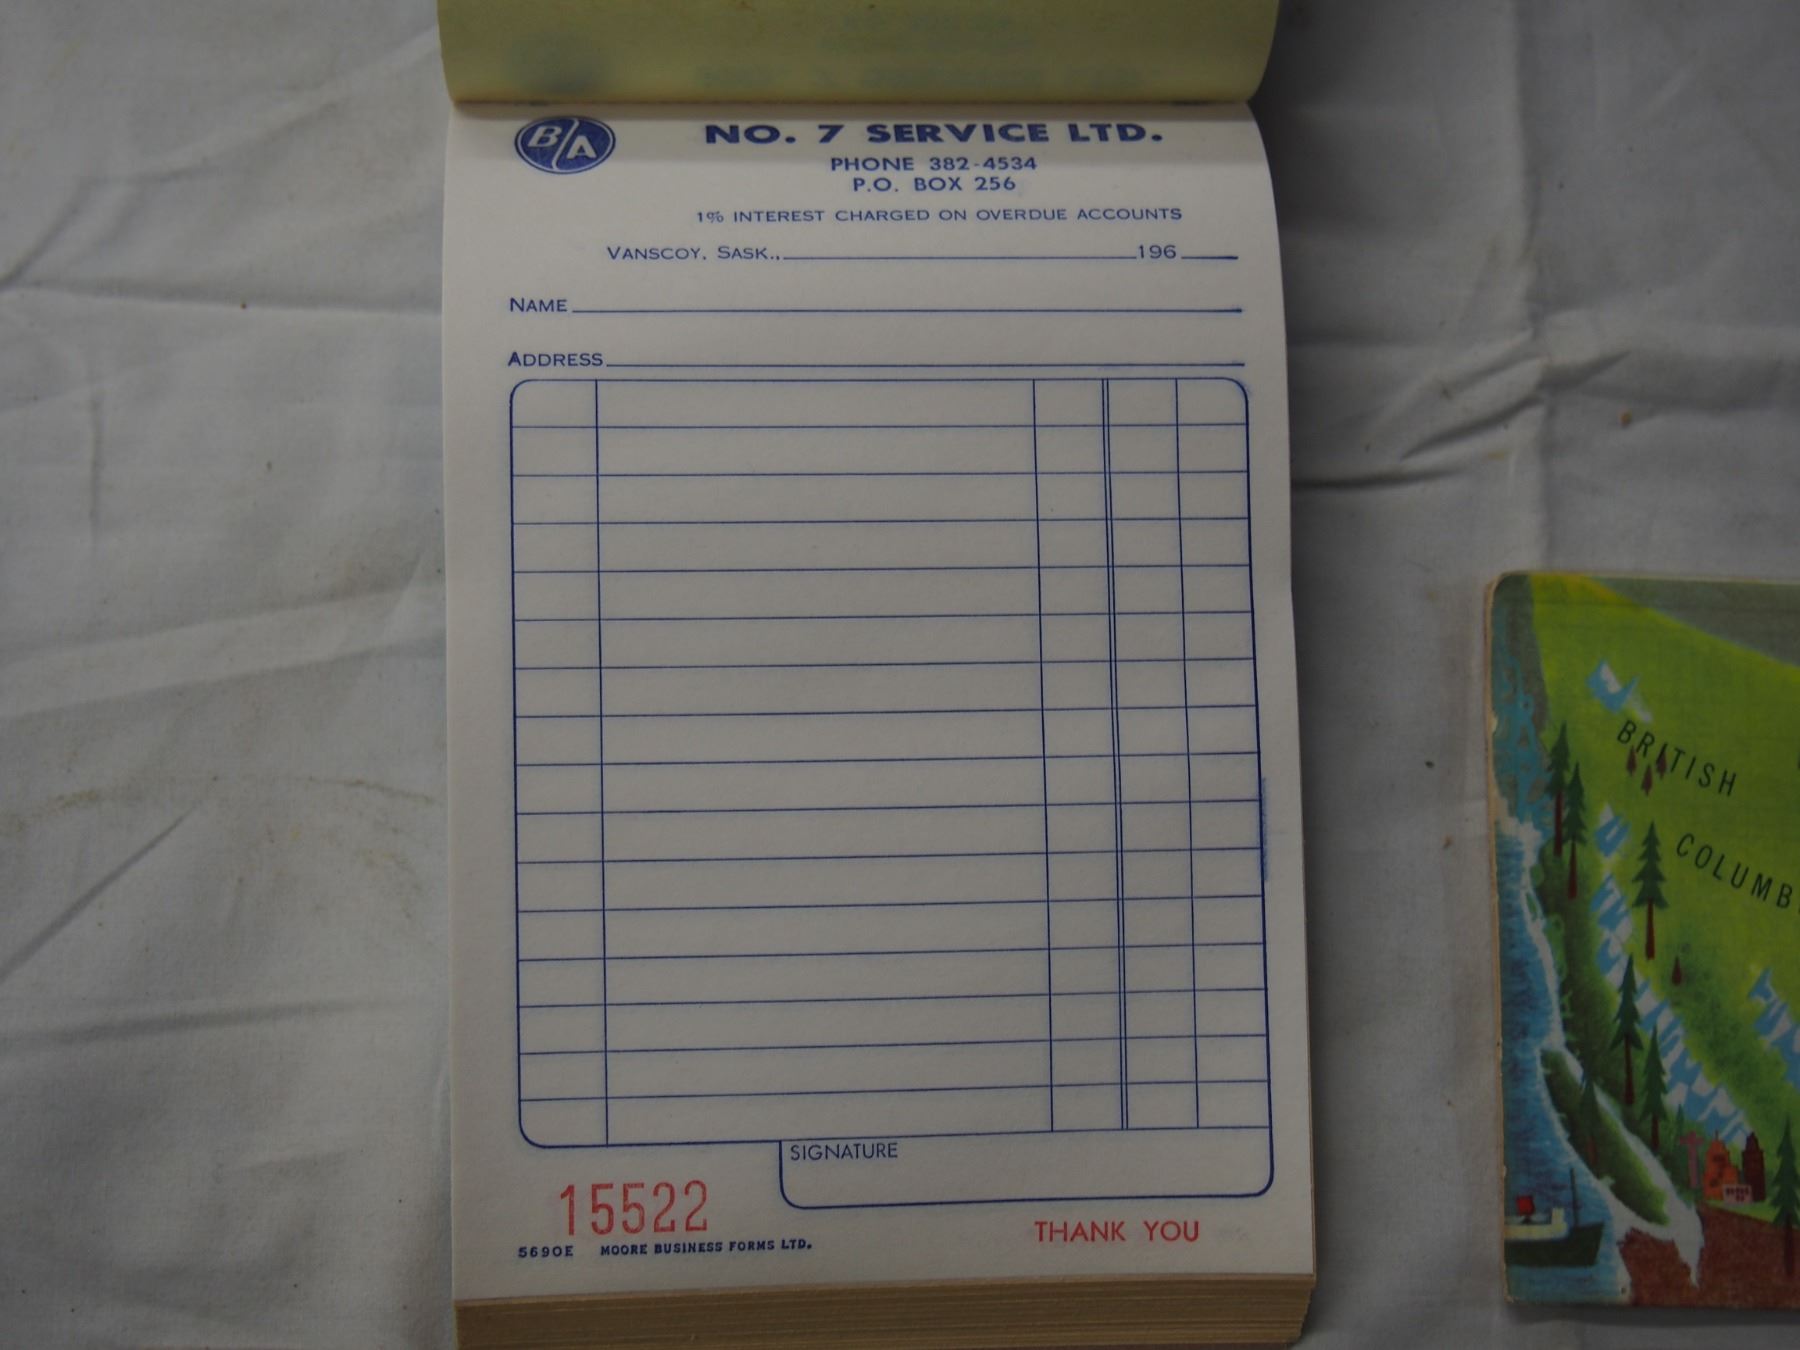 B/A
NO. 7 SERVICE LTD.
PHONE 382-4534
P.O. BOX 256
1% INTEREST CHARGED ON OVERDUE ACCOUNTS
VANSCOY, SASK., 196
NAME
ADDRESS
SIGNATURE
15522
5690E MOORE BUSINESS FORMS LTD.
THANK YOU
BRITISH
COLUMB